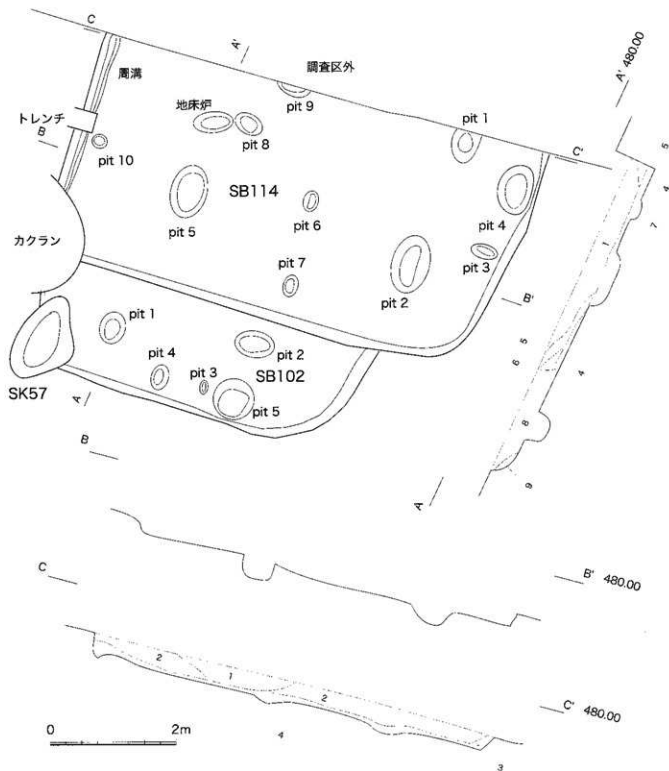 C
A'
調査区外
A' 480.00
周溝
地床炉
pit 9
pit 1
トレンチ
B
pit 8
C'
5
pit 10
4
SB114
7
pit 5
pit 6
pit 4
カクラン
1
pit 7
pit 3
pit 2
B'
pit 1
5
6
pit 2
4
pit 4
pit 3
SB102
SK57
pit 5
A
8
B
9
A
C
B' 480.00
2
1
2
C' 480.00
0
2m
4
3